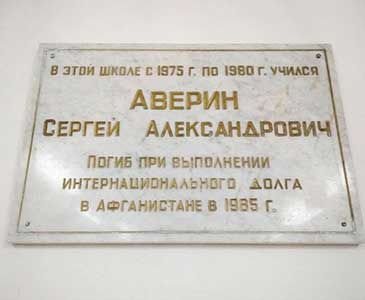 В ЭТОЙ ШКОЛЕ С 1975 Г. ПО 1980 Г. УЧИЛСЯ
АВЕРИН
СЕРГЕЙ АЛЕКСАНДРОВИЧ
ПОГИБ ПРИ ВЫПОЛНЕНИИ
ИНТЕРНАЦИОНАЛЬНОГО ДОЛГА
В АФГАНИСТАНЕ В 1985 Г.